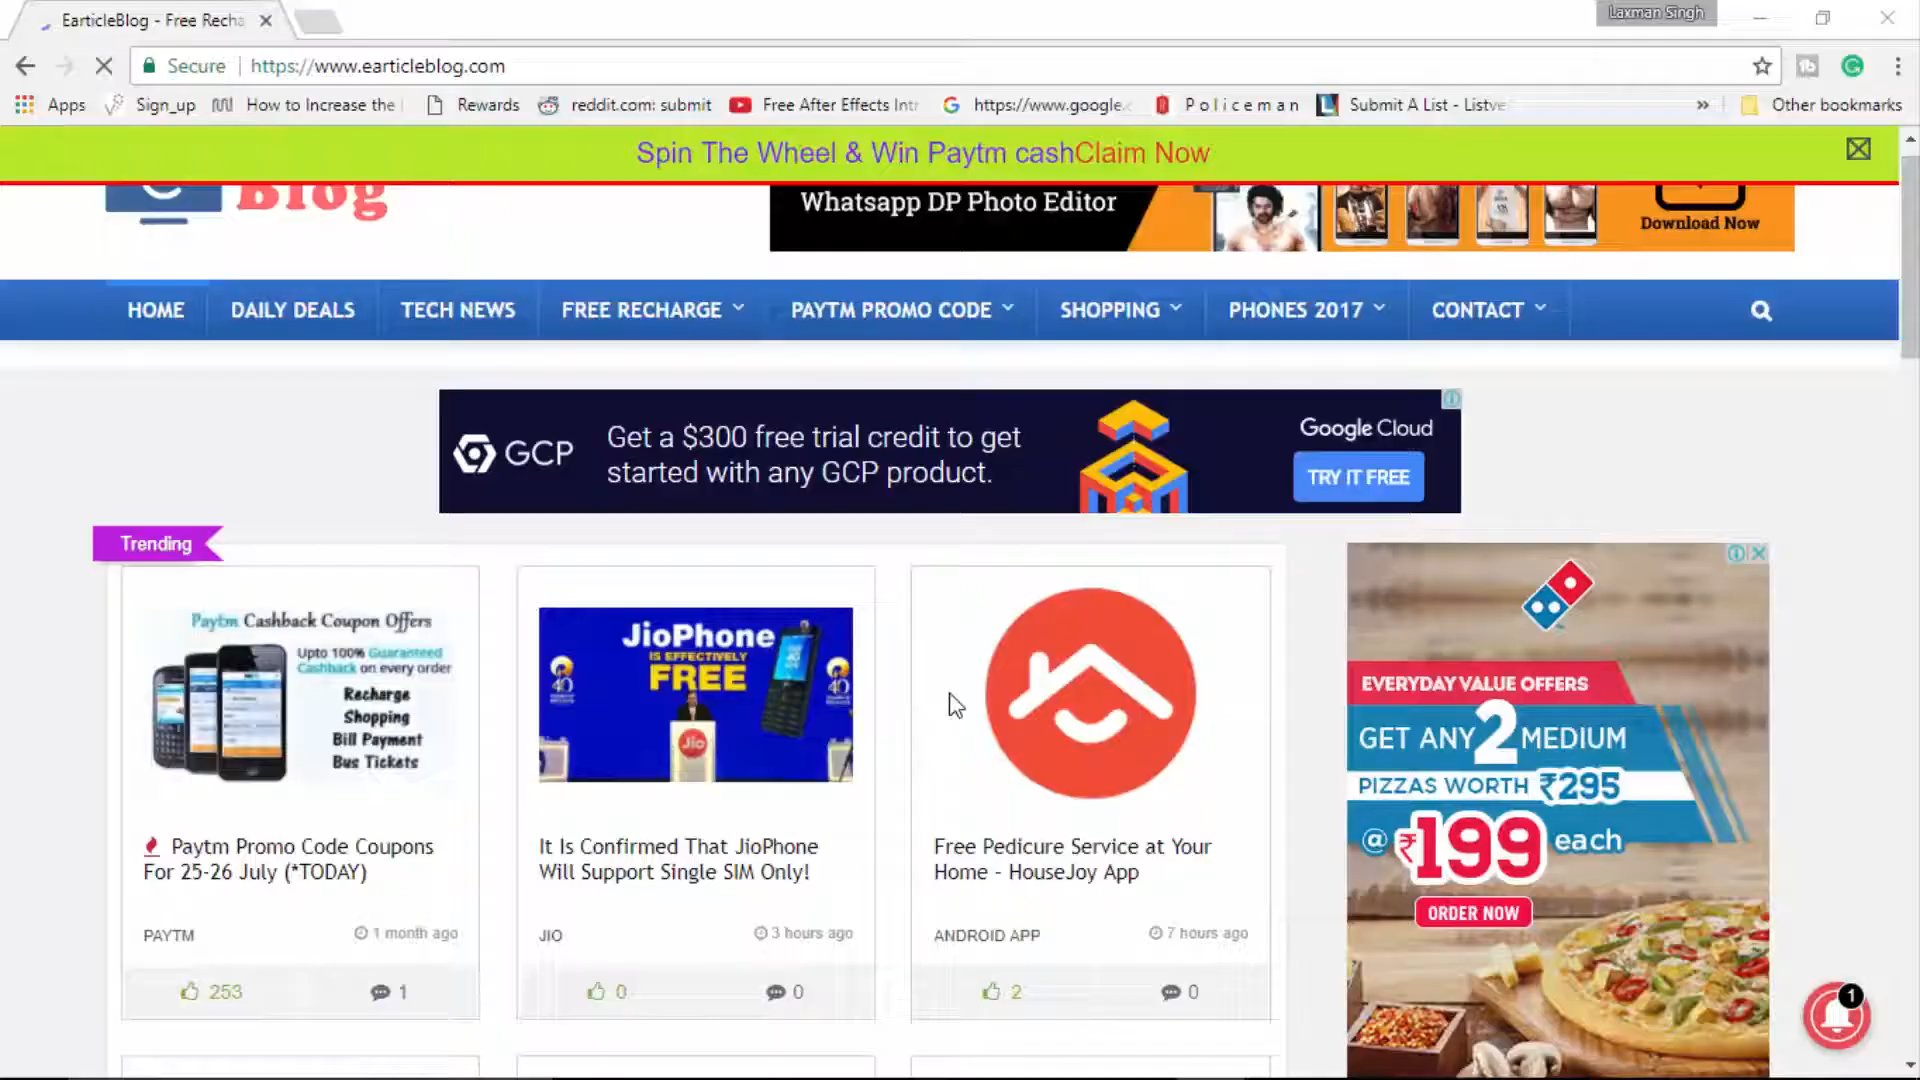 EarticleBlog - Free Recha
Laxman Singh
Secure
https://www.earticleblog.com
Apps
Sign_up
How to Increase the
Rewards
reddit.com: submit
Free After Effects Intr
https://www.google.c
Policeman
Submit A List - Listve
Other bookmarks
Spin The Wheel & Win Paytm cashClaim Now
Blog
Whatsapp DP Photo Editor
Download Now
HOME
DAILY DEALS
TECH NEWS
FREE RECHARGE
PAYTM PROMO CODE
SHOPPING
PHONES 2017
CONTACT
GCP
Get a $300 free trial credit to get
started with any GCP product.
Google Cloud
TRY IT FREE
Trending
Paytm Cashback Coupon Offers
Upto 100% Guaranteed
Cashback on every order
Recharge
Shopping
Bill Payment
Bus Tickets
Paytm Promo Code Coupons
For 25-26 July (*TODAY)
PAYTM
1 month ago
253
1
JioPhone
IS EFFECTIVELY
FREE
40
40
Jio
It Is Confirmed That JioPhone
Will Support Single SIM Only!
JIO
3 hours ago
0
0
Free Pedicure Service at Your
Home - HouseJoy App
ANDROID APP
7 hours ago
2
0
EVERYDAY VALUE OFFERS
GET ANY 2 MEDIUM
PIZZAS WORTH ₹295
@ ₹199 each
ORDER NOW
1